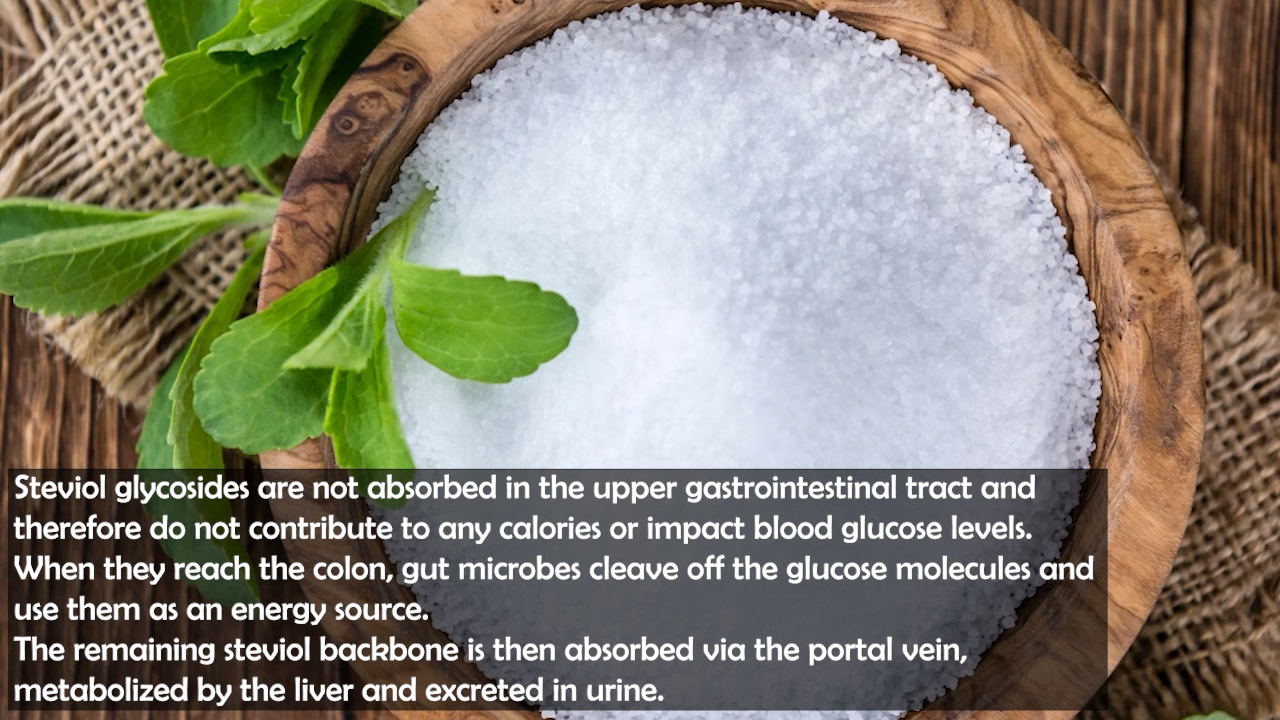 Steviol glycosides are not absorbed in the upper gastrointestinal tract and
therefore do not contribute to any calories or impact blood glucose levels.
When they reach the colon, gut microbes cleave off the glucose molecules and
use them as an energy source.
The remaining steviol backbone is then absorbed via the portal vein,
metabolized by the liver and excreted in urine.